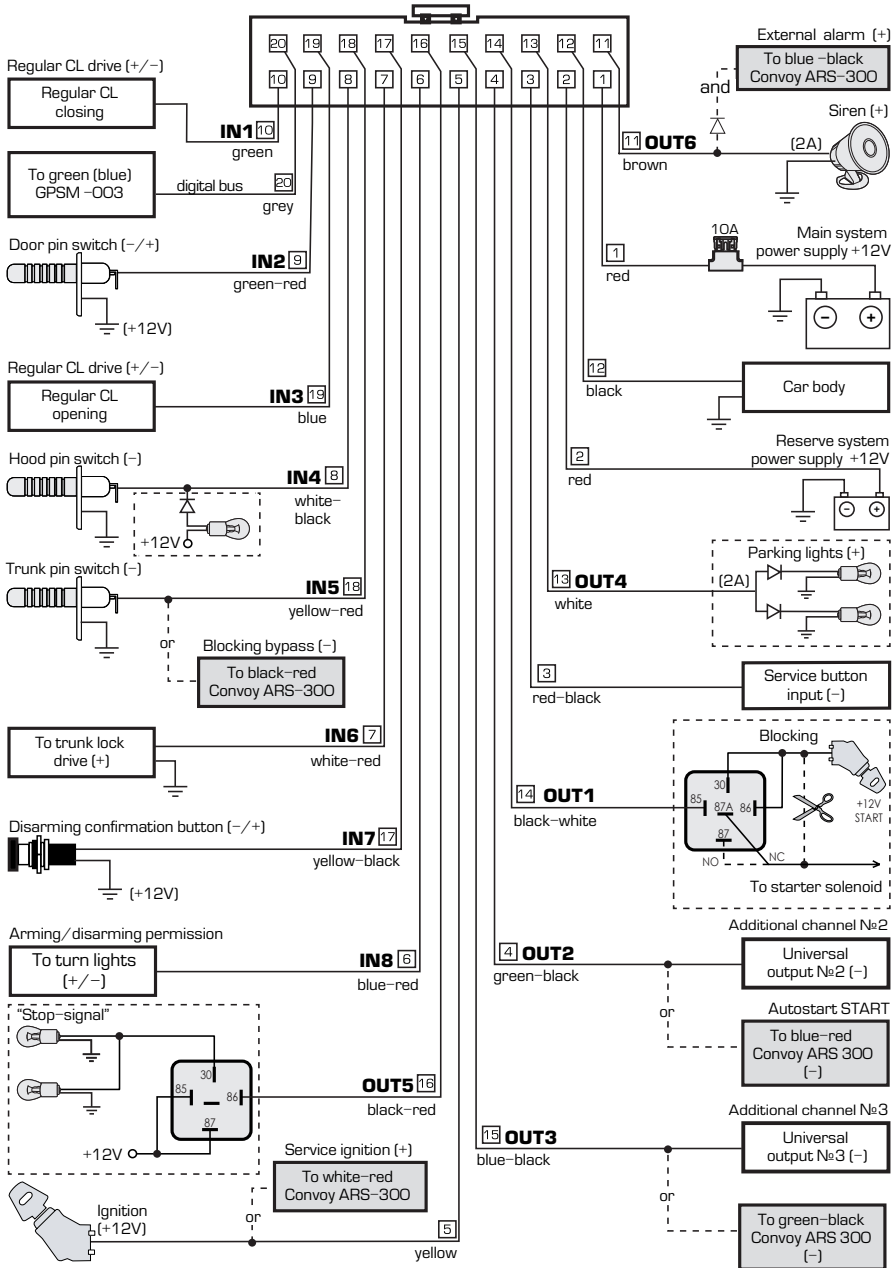 20 19 18 17 16 15 14 13 12 11
10 9 8 7 6 5 4 3 2 1
Regular CL drive (+/−)
Regular CL
closing
IN1 10
green
To green (blue)
GPSM −003
digital bus
20
grey
Door pin switch (−/+)
IN2 9
green−red
(+12V)
Regular CL drive (+/−)
Regular CL
opening
IN3 19
blue
Hood pin switch (−)
IN4 8
white−
black
+12V
Trunk pin switch (−)
IN5 18
yellow−red
or
Blocking bypass (−)
To black−red
Convoy ARS−300
To trunk lock
drive (+)
IN6 7
white−red
Disarming confirmation button (−/+)
IN7 17
yellow−black
(+12V)
Arming/disarming permission
To turn lights
(+/−)
IN8 6
blue−red
"Stop−signal"
30
85
86
87
+12V
OUT5 16
black−red
Service ignition (+)
To white−red
Convoy ARS−300
Ignition
(+12V)
or
5
yellow
External alarm (+)
To blue −black
Convoy ARS−300
and
Siren (+)
11 OUT6
brown
(2A)
10A
Main system
power supply +12V
1
red
− +
12
black
Car body
Reserve system
power supply +12V
2
red
− +
Parking lights (+)
13 OUT4
white
(2A)
3
red−black
Service button
input (−)
Blocking
14 OUT1
black−white
30
85
87A
86
87
NO
NC
+12V
START
To starter solenoid
Additional channel №2
4 OUT2
green−black
Universal
output №2 (−)
or
Autostart START
To blue−red
Convoy ARS 300
(−)
Additional channel №3
15 OUT3
blue−black
Universal
output №3 (−)
or
To green−black
Convoy ARS 300
(−)